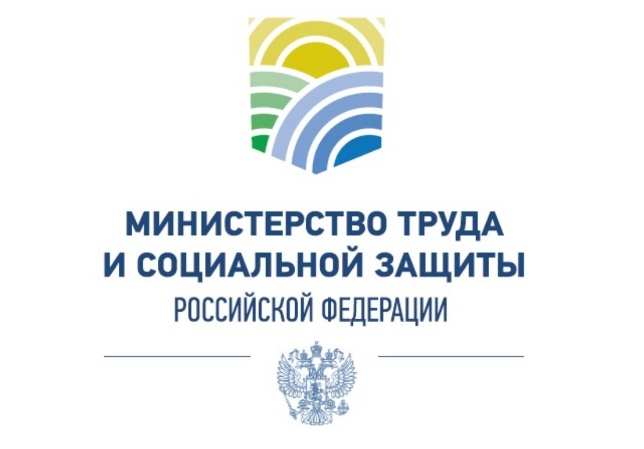 МИНИСТЕРСТВО ТРУДА
И СОЦИАЛЬНОЙ ЗАЩИТЫ
РОССИЙСКОЙ ФЕДЕРАЦИИ